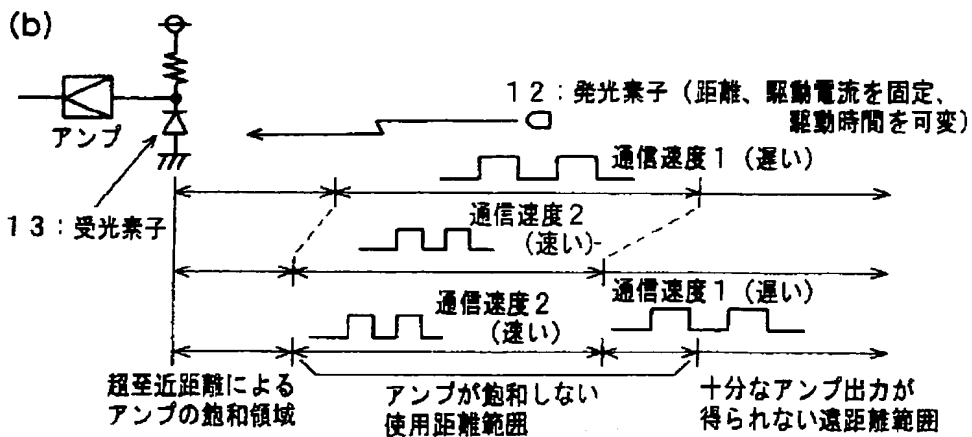 (b)
アンプ
12：発光素子（距離、駆動電流を固定、
駆動時間を可変）
13：受光素子
通信速度1（遅い）
通信速度2
（速い）
通信速度2
（速い）
通信速度1（遅い）
超至近距離による
アンプの飽和領域
アンプが飽和しない
使用距離範囲
十分なアンプ出力が
得られない遠距離範囲